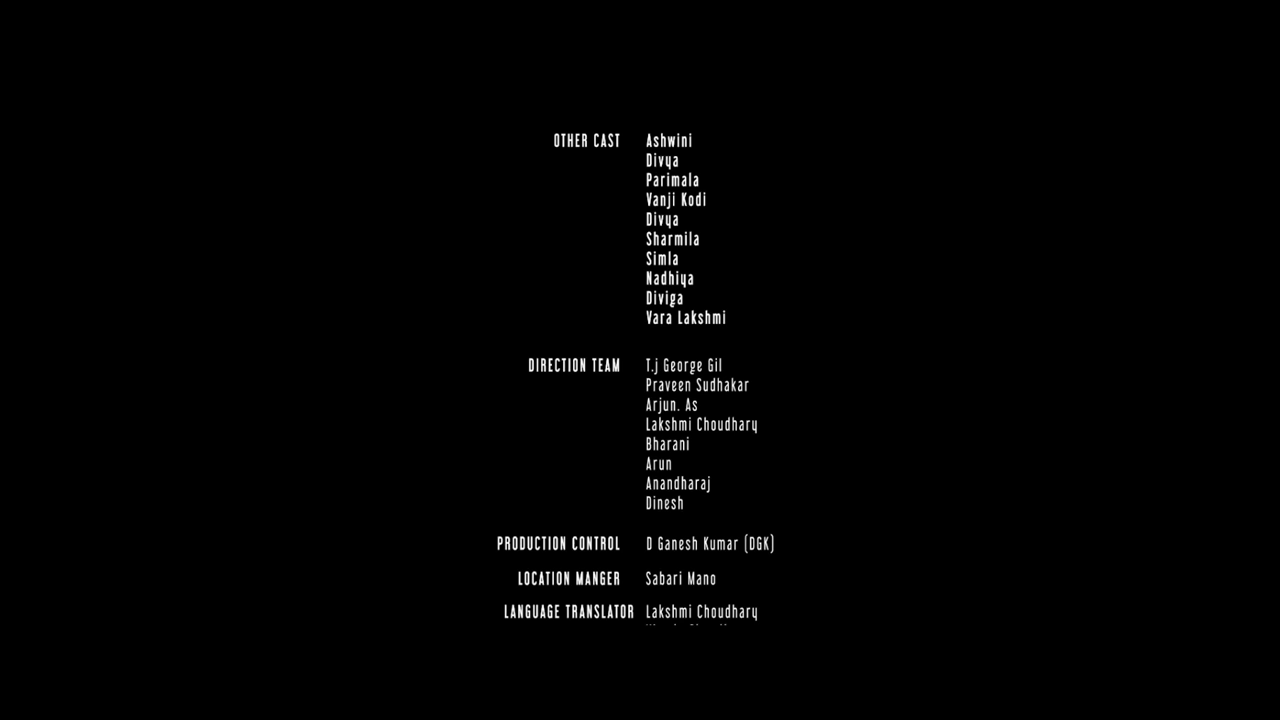 OTHER CAST Ashwini
Divya
Parimala
Vanji Kodi
Divya
Sharmila
Simla
Nadhiya
Diviga
Vara Lakshmi
DIRECTION TEAM T.j George Gil
Praveen Sudhakar
Arjun. As
Lakshmi Choudhary
Bharani
Arun
Anandharaj
Dinesh
PRODUCTION CONTROL D Ganesh Kumar (DGK)
LOCATION MANGER Sabari Mano
LANGUAGE TRANSLATOR Lakshmi Choudhary